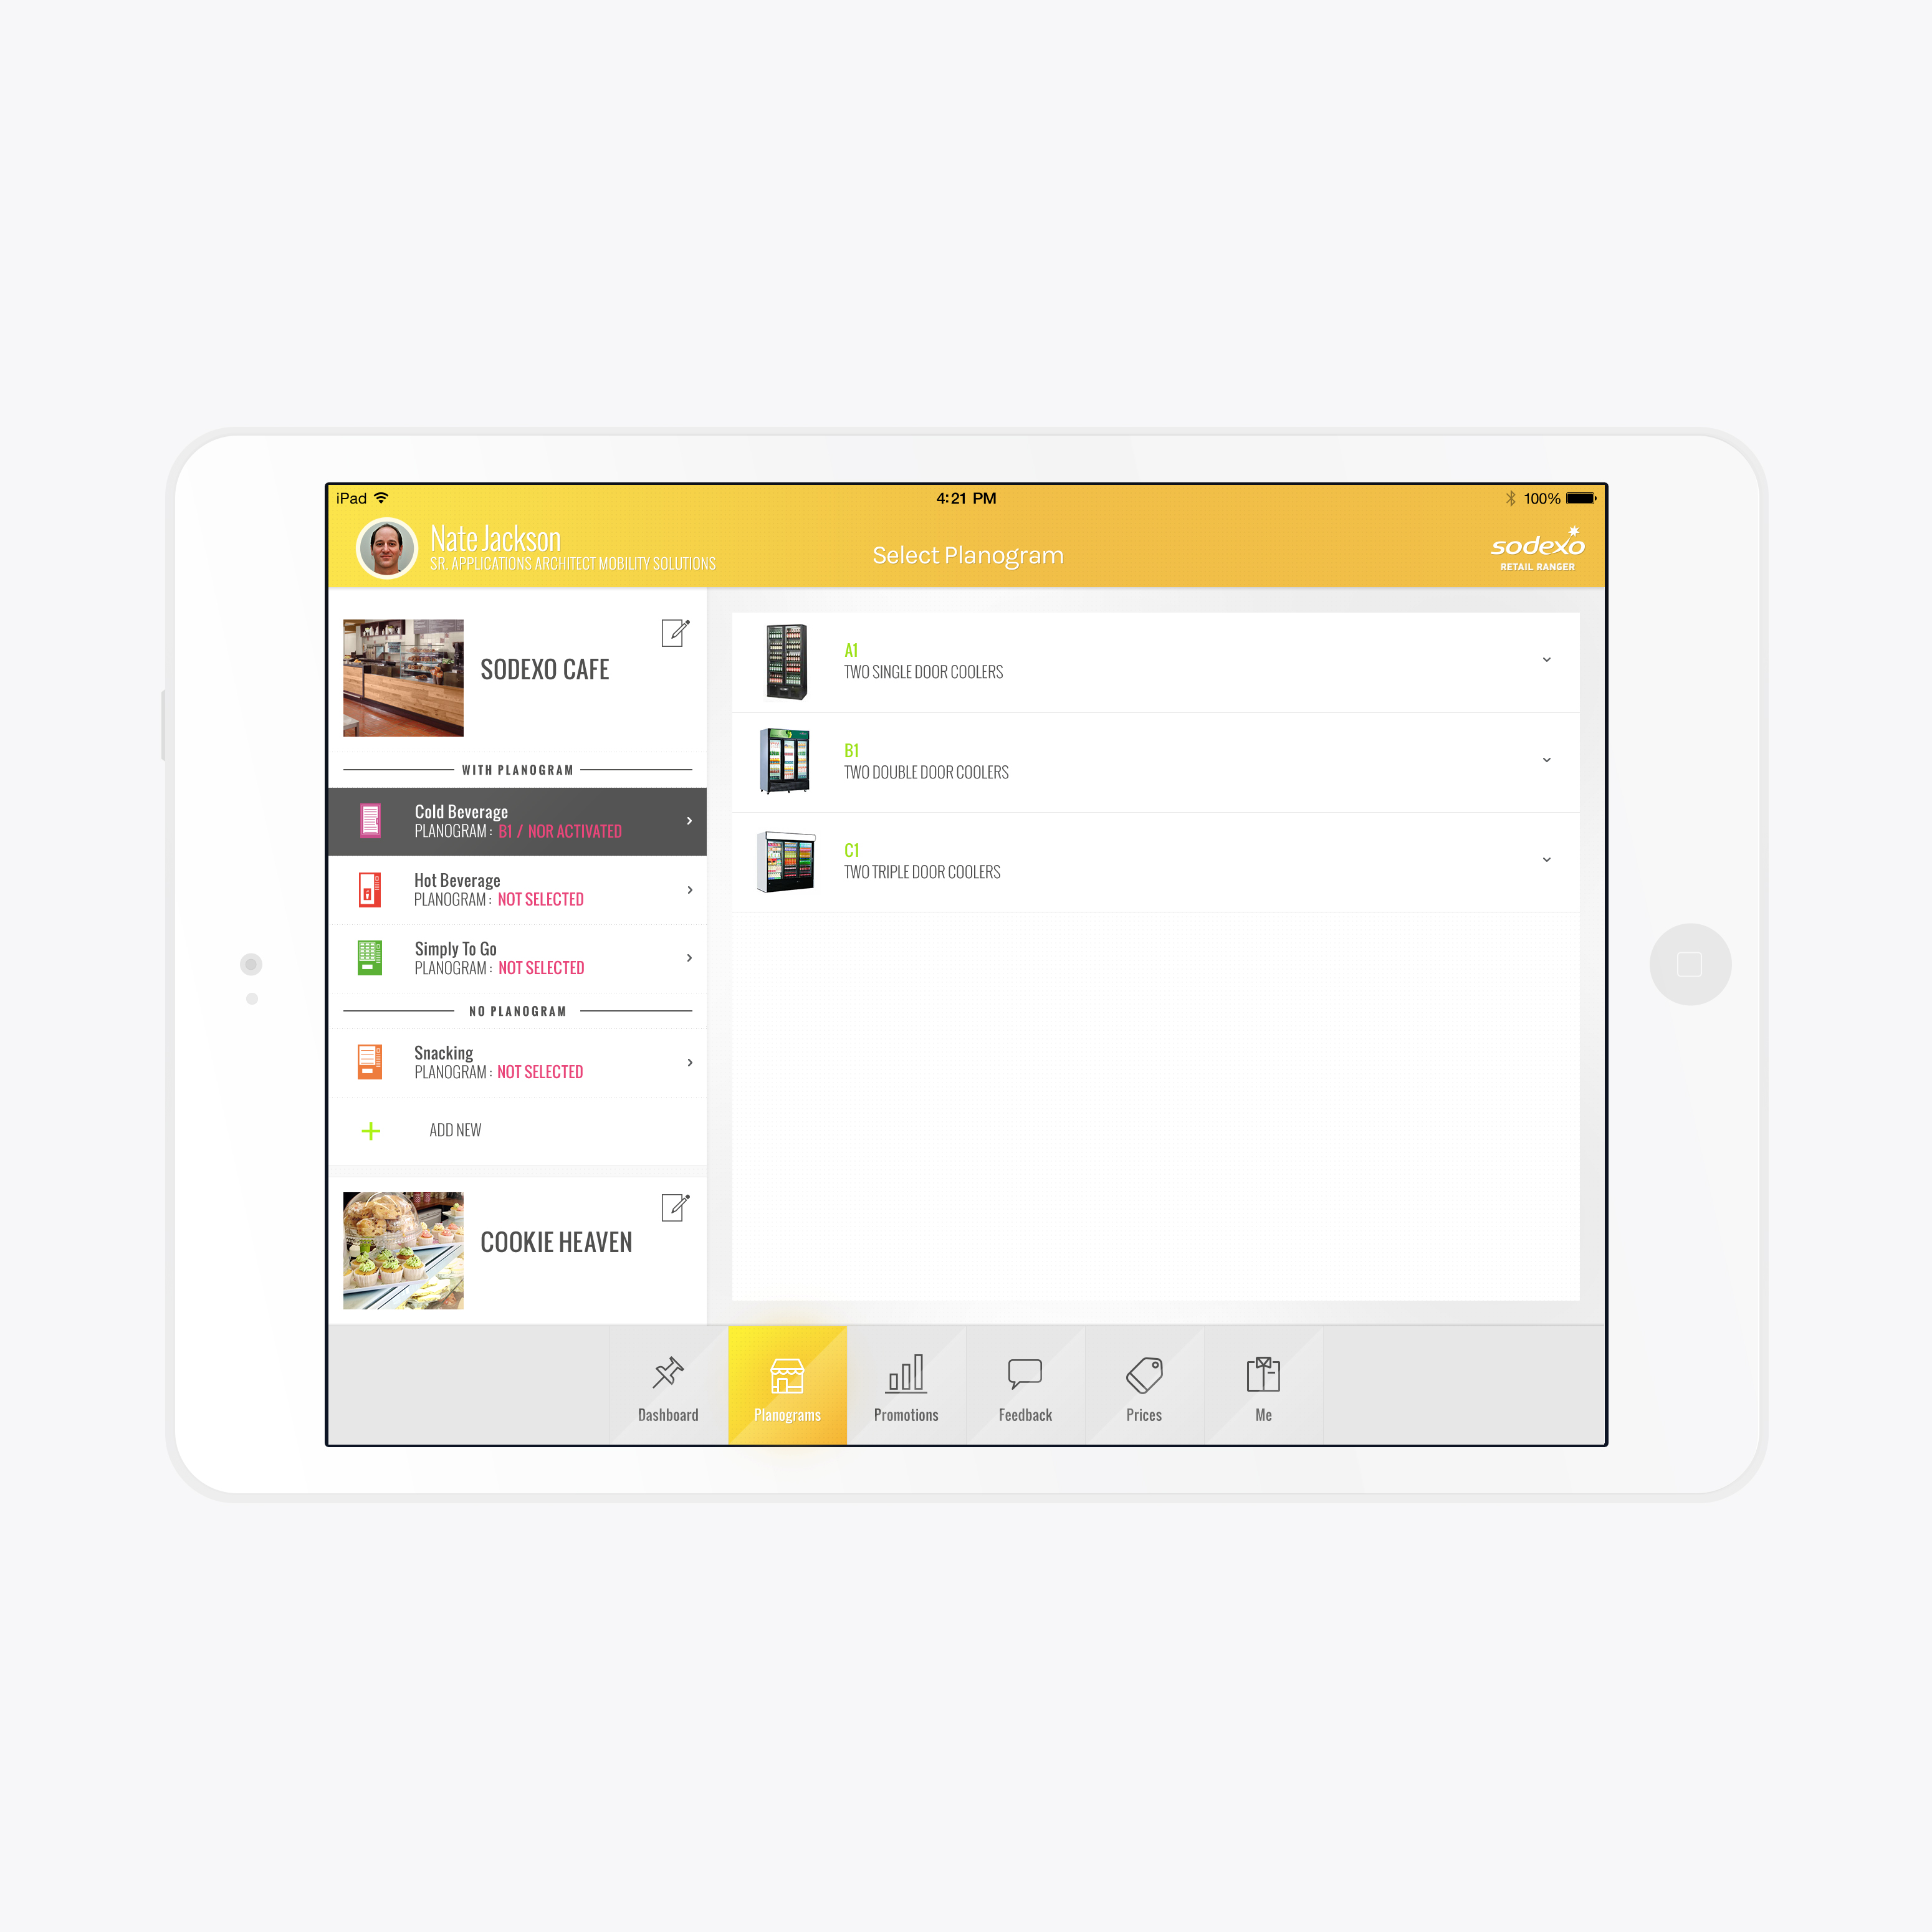 iPad
4:21 PM
100%
Nate Jackson
SR. APPLICATIONS ARCHITECT MOBILITY SOLUTIONS
Select Planogram
sodexo
RETAIL RANGER
SODEXO CAFE
WITH PLANOGRAM
Cold Beverage
PLANOGRAM : B1 / NOR ACTIVATED
Hot Beverage
PLANOGRAM : NOT SELECTED
Simply To Go
PLANOGRAM : NOT SELECTED
NO PLANOGRAM
Snacking
PLANOGRAM : NOT SELECTED
+ ADD NEW
COOKIE HEAVEN
A1
TWO SINGLE DOOR COOLERS
B1
TWO DOUBLE DOOR COOLERS
C1
TWO TRIPLE DOOR COOLERS
Dashboard
Planograms
Promotions
Feedback
Prices
Me